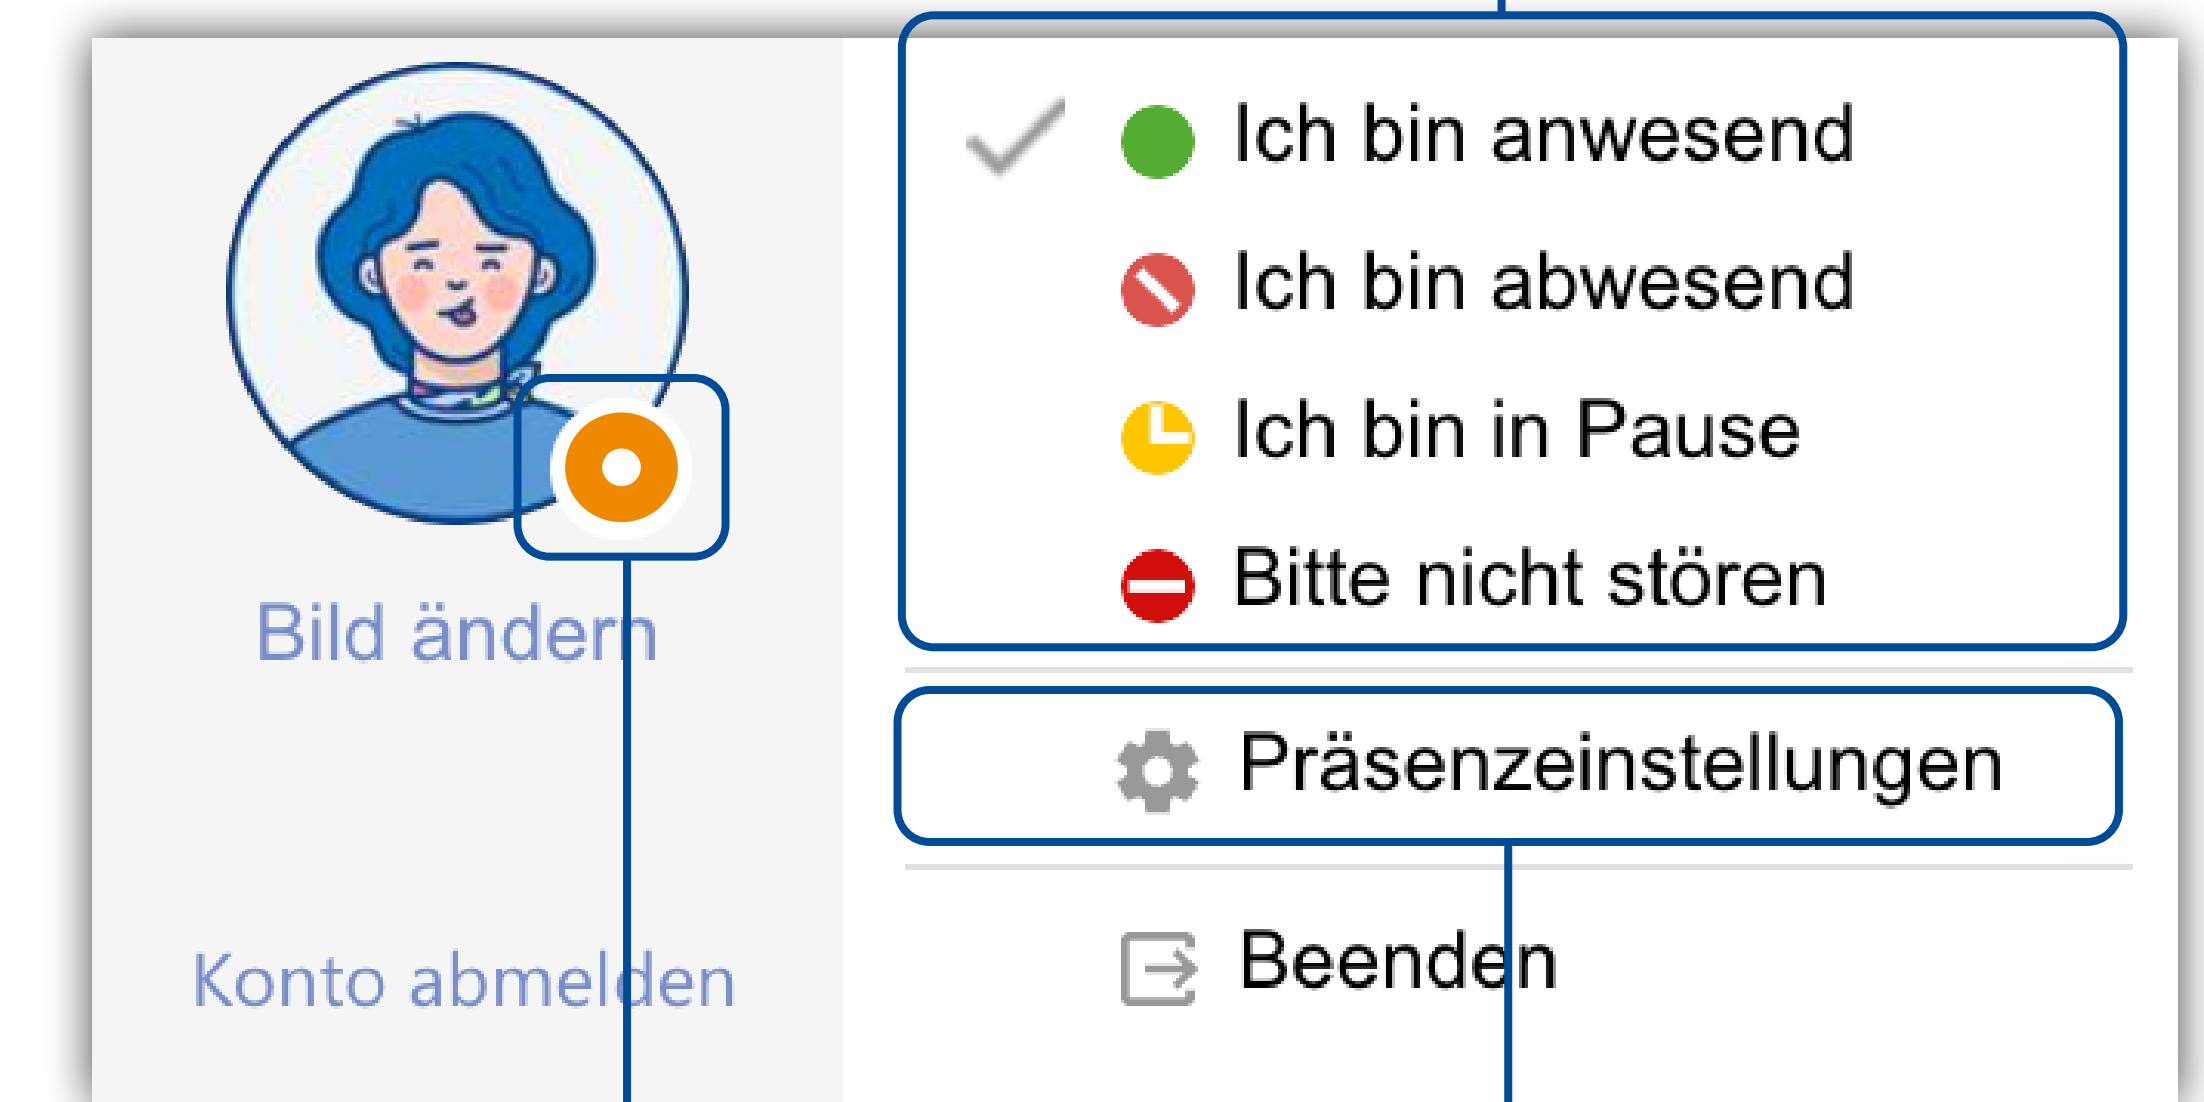 Bild ändern
Konto abmelden
Ich bin anwesend
Ich bin abwesend
Ich bin in Pause
Bitte nicht stören
Präsenzeinstellungen
Beenden